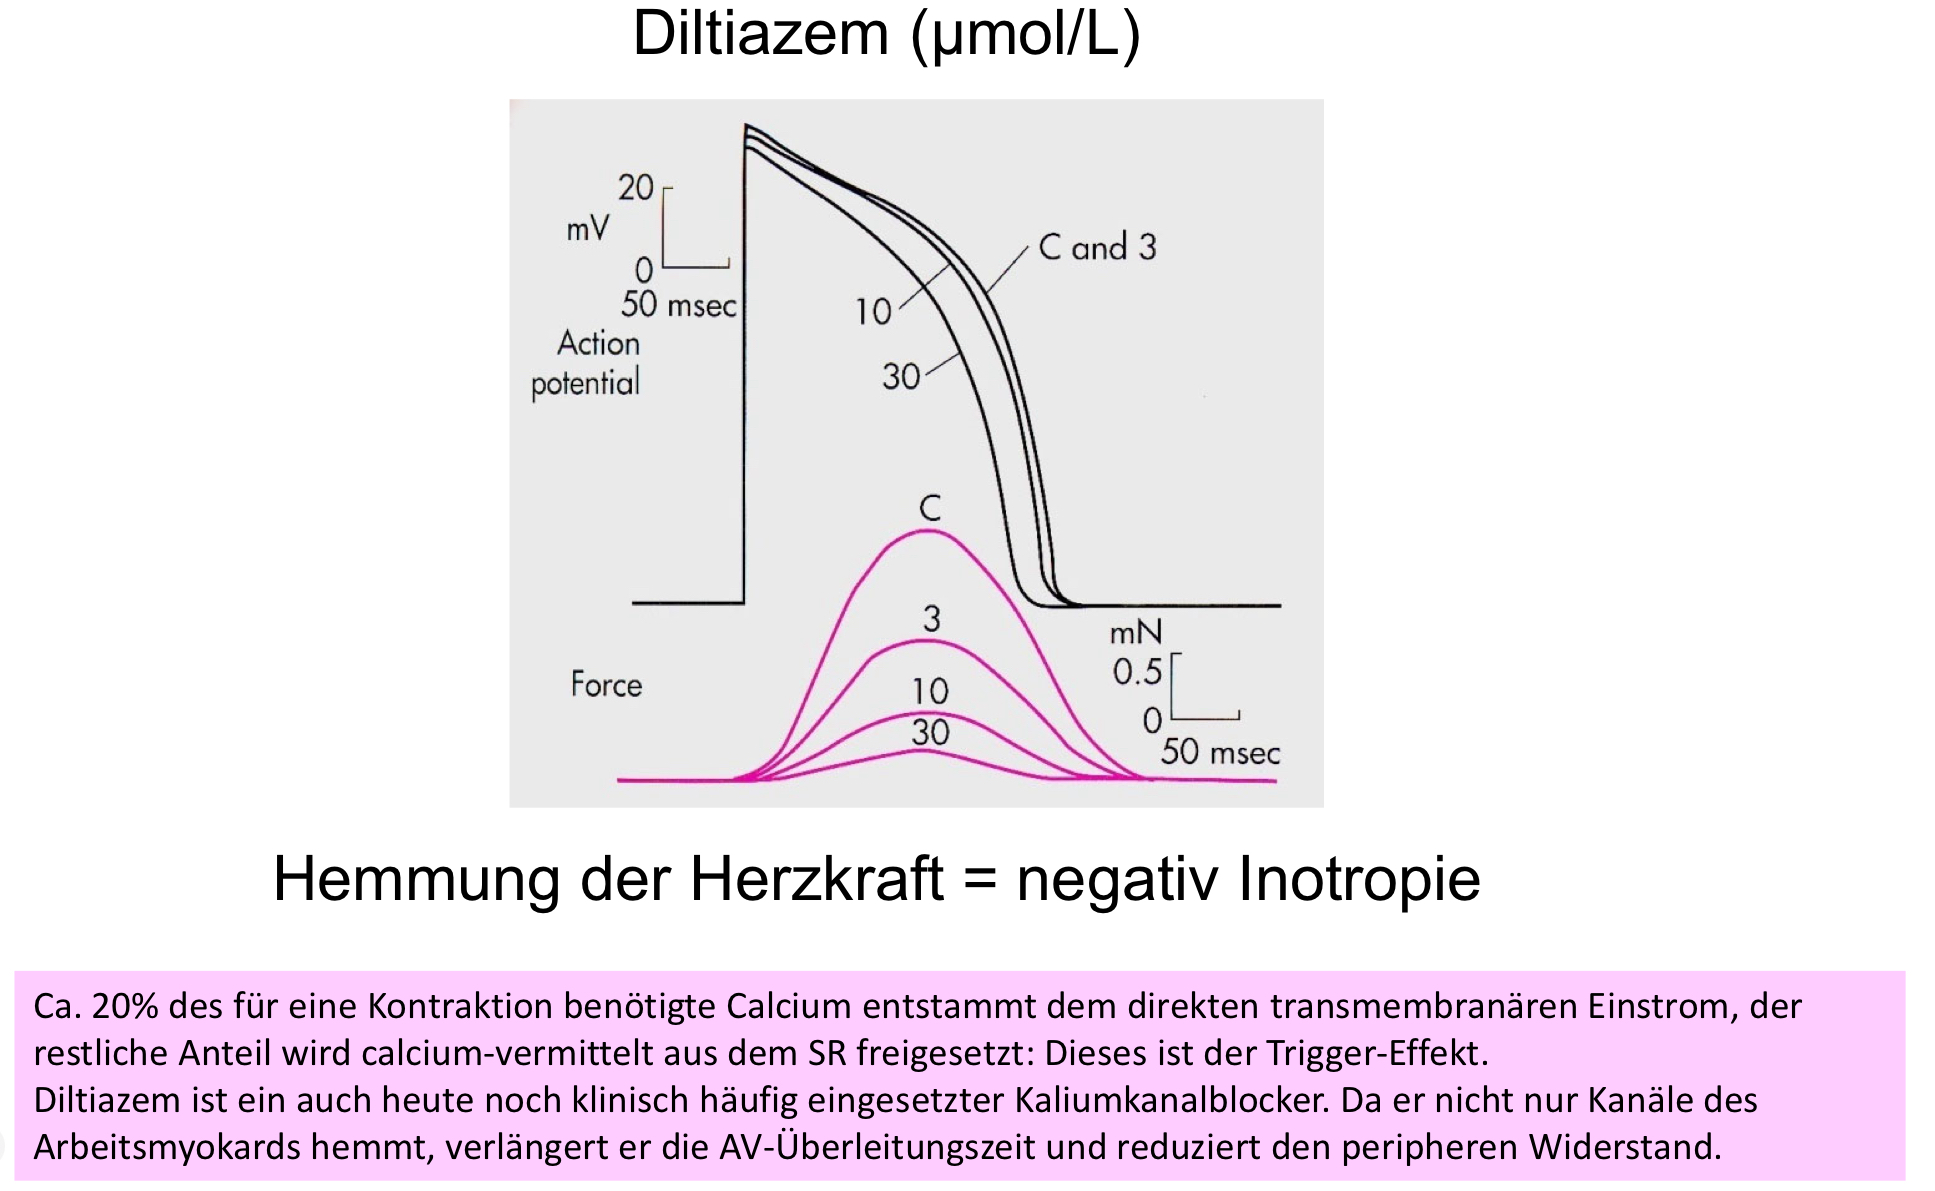 Diltiazem (µmol/L)
20
mV
0
50 msec
Action
potential
C and 3
10
30
C
3
10
30
Force
mN
0.5
0
50 msec
Hemmung der Herzkraft = negativ Inotropie
Ca. 20% des für eine Kontraktion benötigte Calcium entstammt dem direkten transmembranären Einstrom, der
restliche Anteil wird calcium-vermittelt aus dem SR freigesetzt: Dieses ist der Trigger-Effekt.
Diltiazem ist ein auch heute noch klinisch häufig eingesetzter Kaliumkanalblocker. Da er nicht nur Kanäle des
Arbeitsmyokards hemmt, verlängert er die AV-Überleitungszeit und reduziert den peripheren Widerstand.